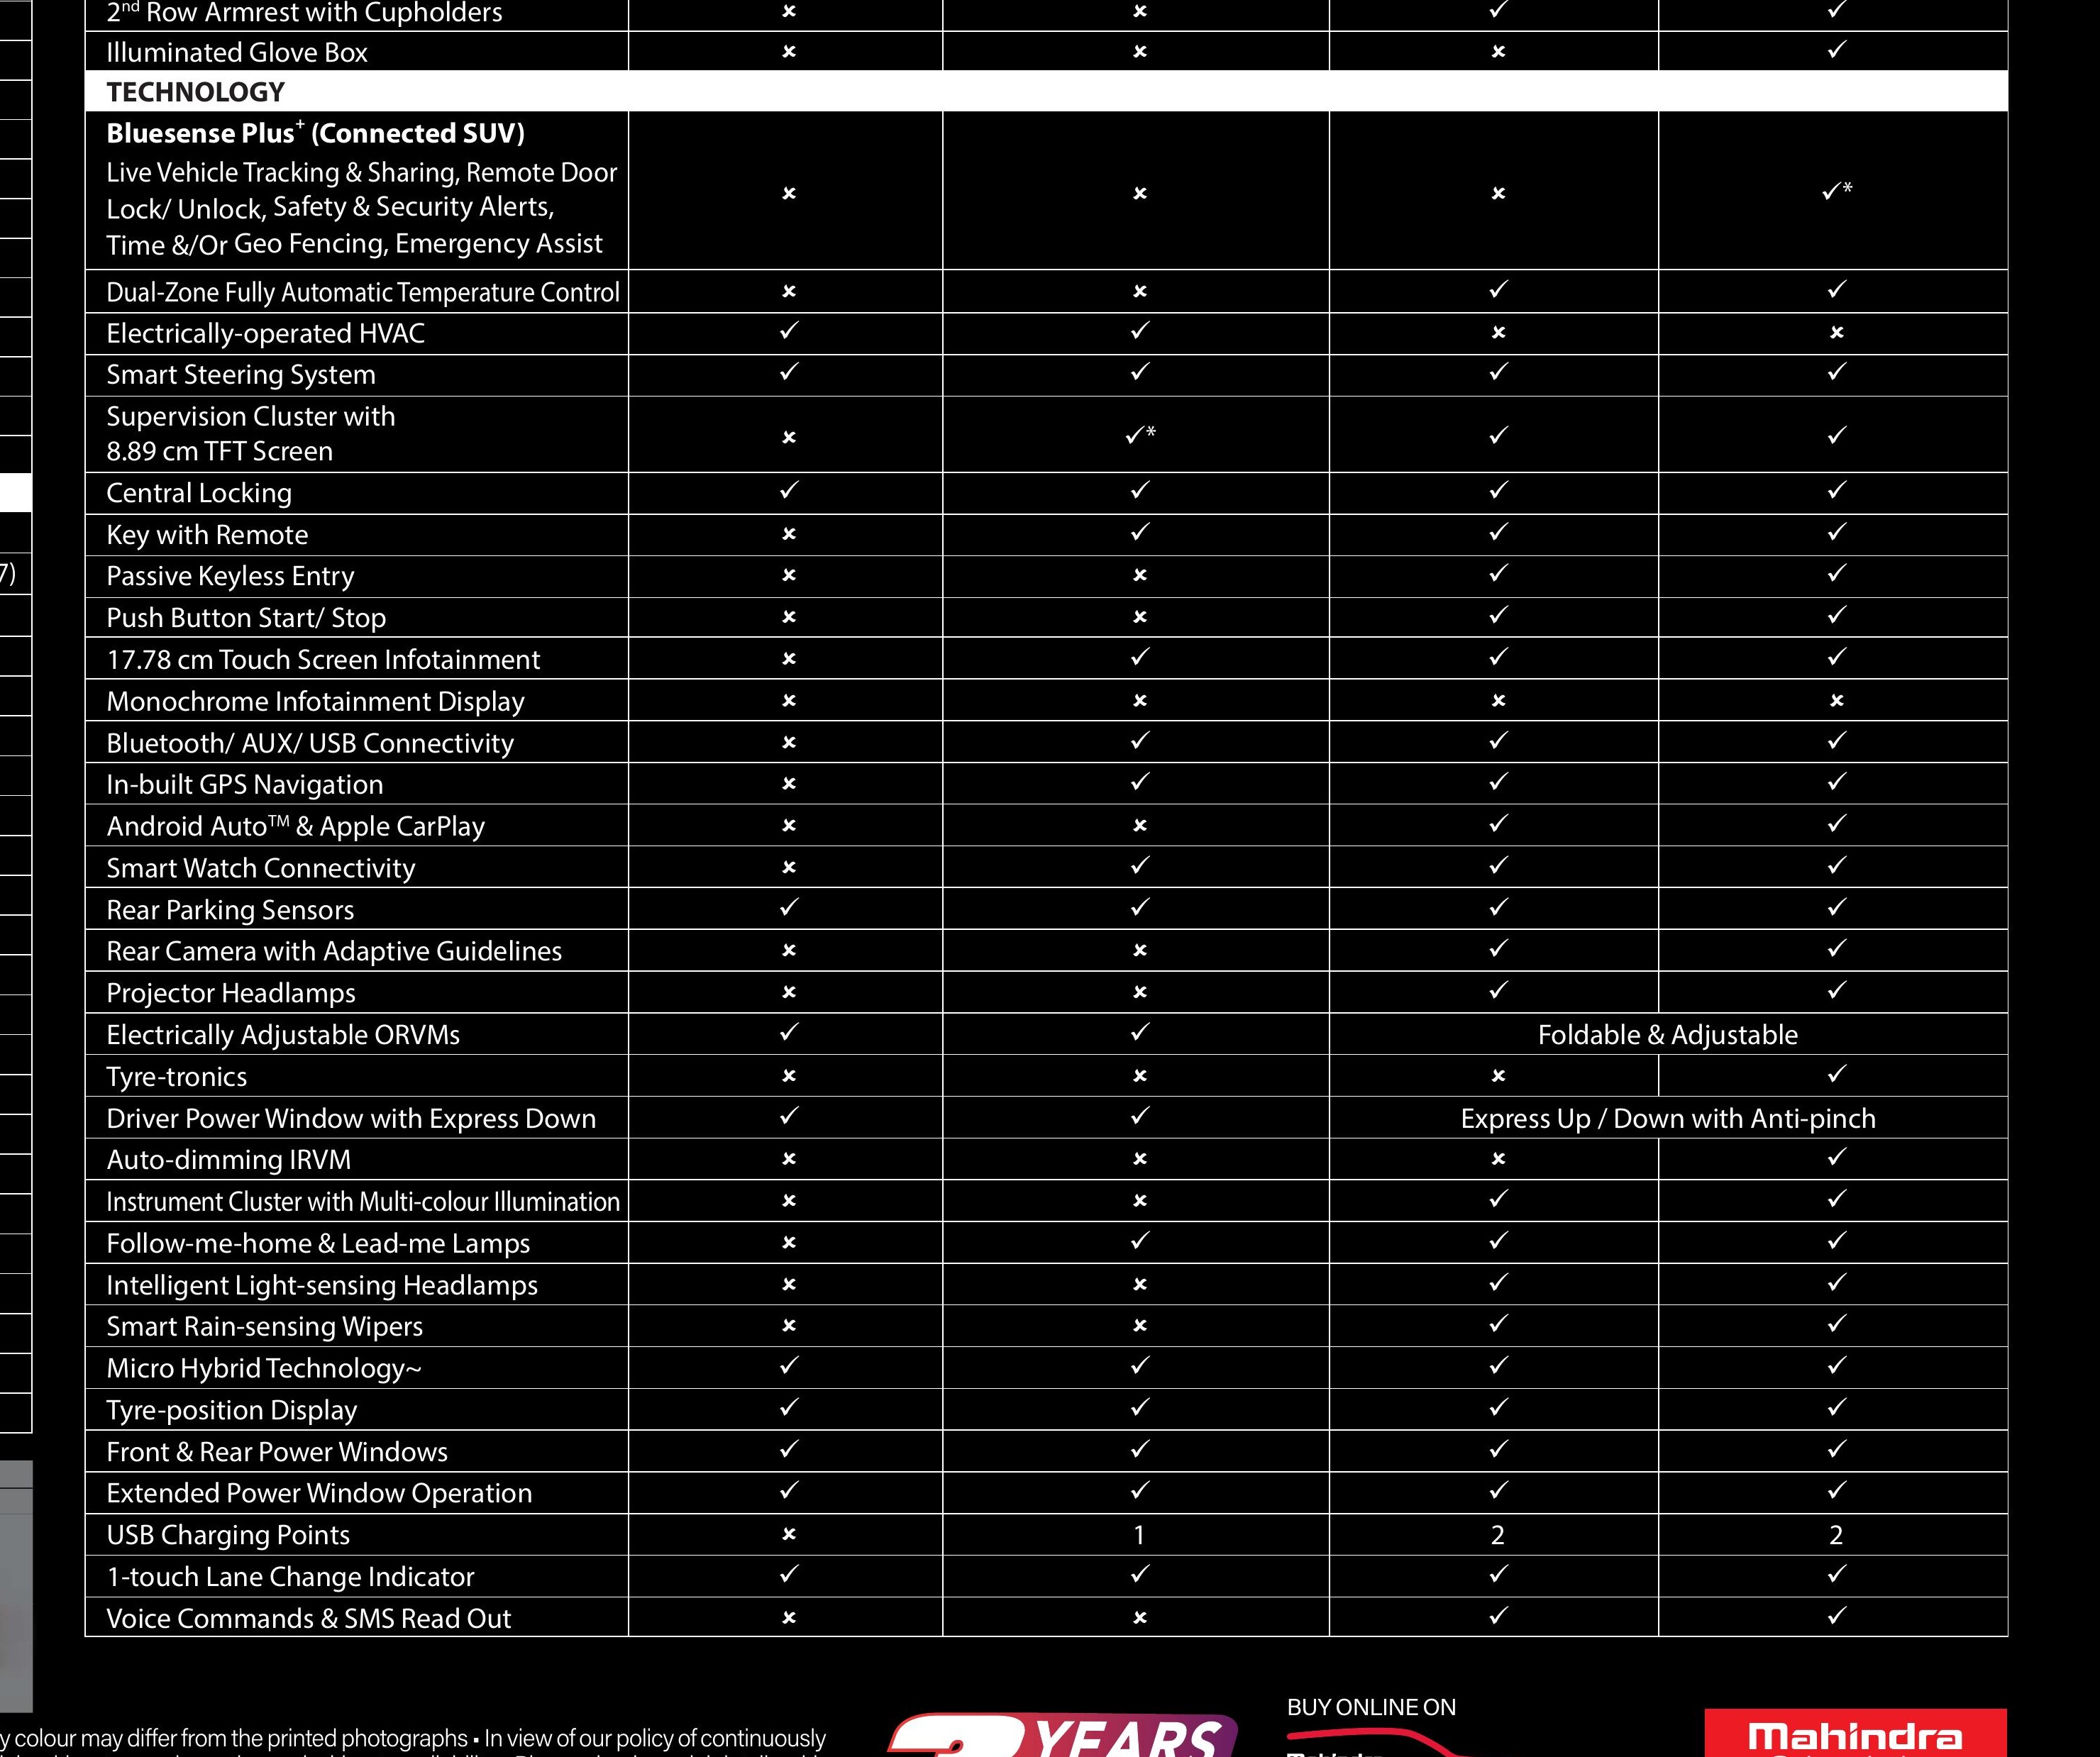 2nd Row Armrest with Cupholders × × ✓ ✓
Illuminated Glove Box × × × ✓
TECHNOLOGY
Bluesense Plus+ (Connected SUV)
Live Vehicle Tracking & Sharing, Remote Door
Lock/ Unlock, Safety & Security Alerts,
Time &/Or Geo Fencing, Emergency Assist × × × ✓*
Dual-Zone Fully Automatic Temperature Control × × ✓ ✓
Electrically-operated HVAC ✓ ✓ × ×
Smart Steering System ✓ ✓ ✓ ✓
Supervision Cluster with
8.89 cm TFT Screen × ✓* ✓ ✓
Central Locking ✓ ✓ ✓ ✓
Key with Remote × ✓ ✓ ✓
7)
Passive Keyless Entry × × ✓ ✓
Push Button Start/ Stop × × ✓ ✓
17.78 cm Touch Screen Infotainment × ✓ ✓ ✓
Monochrome Infotainment Display × × × ×
Bluetooth/ AUX/ USB Connectivity × ✓ ✓ ✓
In-built GPS Navigation × ✓ ✓ ✓
Android Auto™ & Apple CarPlay × × ✓ ✓
Smart Watch Connectivity × ✓ ✓ ✓
Rear Parking Sensors ✓ ✓ ✓ ✓
Rear Camera with Adaptive Guidelines × × ✓ ✓
Projector Headlamps × × ✓ ✓
Electrically Adjustable ORVMs ✓ ✓ Foldable & Adjustable
Tyre-tronics × × × ✓
Driver Power Window with Express Down ✓ ✓ Express Up / Down with Anti-pinch
Auto-dimming IRVM × × × ✓
Instrument Cluster with Multi-colour Illumination × × ✓ ✓
Follow-me-home & Lead-me Lamps × ✓ ✓ ✓
Intelligent Light-sensing Headlamps × × ✓ ✓
Smart Rain-sensing Wipers × × ✓ ✓
Micro Hybrid Technology~ ✓ ✓ ✓ ✓
Tyre-position Display ✓ ✓ ✓ ✓
Front & Rear Power Windows ✓ ✓ ✓ ✓
Extended Power Window Operation ✓ ✓ ✓ ✓
USB Charging Points × 1 2 2
1-touch Lane Change Indicator ✓ ✓ ✓ ✓
Voice Commands & SMS Read Out × × ✓ ✓
y colour may differ from the printed photographs • In view of our policy of continuously
3 YEARS
BUY ONLINE ON
Mahindra